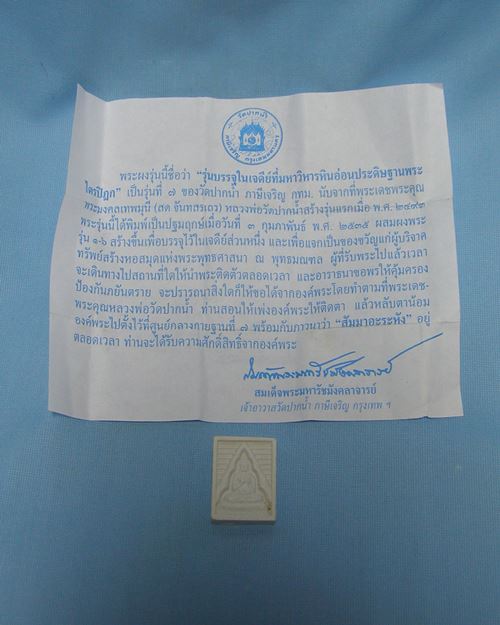 วัดปากน้ำ
ภาษีเจริญ กรุงเทพมหานคร
พระผงรุ่นนี้ชื่อว่า “รุ่นบรรจุในเจดีย์ที่มหาวิหารหินอ่อนประดิษฐานพระ
ไตรปิฎก” เป็นรุ่นที่ ๗ ของวัดปากน้ำ ภาษีเจริญ กทม. นับจากที่พระเดชพระคุณ
พระมงคลเทพมุนี (สด จันทสรเถร) หลวงพ่อวัดปากน้ำสร้างรุ่นแรกเมื่อ พ.ศ. ๒๔๙๓
พระรุ่นนี้ได้พิมพ์เป็นปฐมฤกษ์เมื่อวันที่ ๓ กุมภาพันธ์ พ.ศ. ๒๕๓๕ ผสมผงพระ
รุ่น ๑-๖ สร้างขึ้นเพื่อบรรจุไว้ในเจดีย์ส่วนหนึ่ง และเพื่อแจกเป็นของขวัญแก่ผู้บริจาค
ทรัพย์สร้างหอสมุดแห่งพระพุทธศาสนา ณ พุทธมณฑล ผู้ที่รับพระไปแล้วเวลา
จะเดินทางไปสถานที่ใดให้นำพระติดตัวตลอดเวลา และอาราธนาขอพรให้คุ้มครอง
ป้องกันภยันตราย จะปรารถนาสิ่งใดก็ให้ขอได้จากองค์พระโดยทำตามที่พระเดช-
พระคุณหลวงพ่อวัดปากน้ำ ท่านสอนให้เพ่งองค์พระให้ติดตา แล้วหลับตาน้อม
องค์พระไปตั้งไว้ที่ศูนย์กลางกายฐานที่ ๗ พร้อมกับภาวนาว่า “สัมมาอะระหัง” อยู่
ตลอดเวลา ท่านจะได้รับความศักดิ์สิทธิ์จากองค์พระ
สมเด็จพระมหารัชมังคลาจารย์
เจ้าอาวาสวัดปากน้ำ ภาษีเจริญ กรุงเทพ ฯ